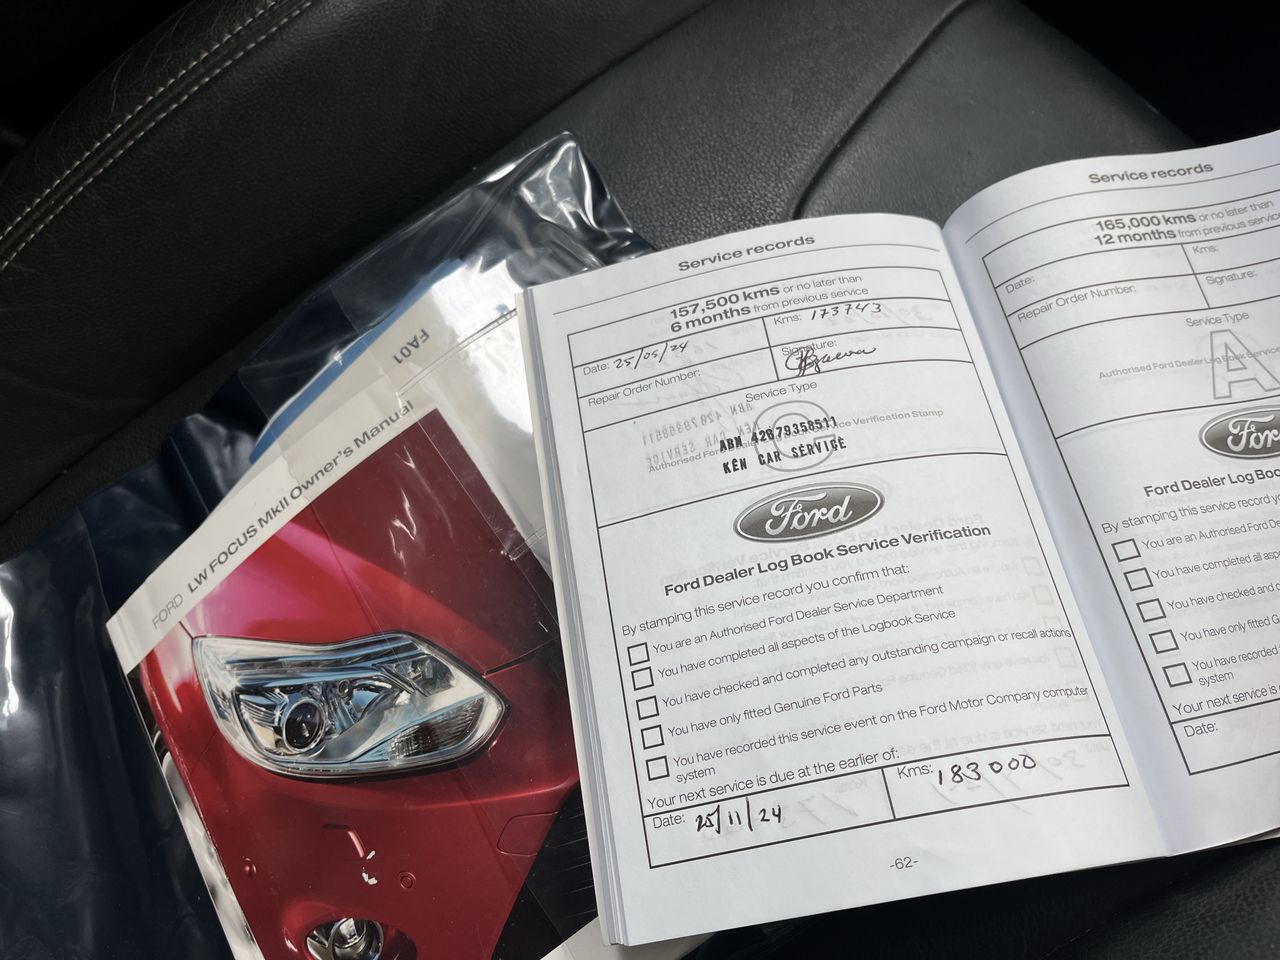 FA01
FORD LW FOCUS MkII Owner's Manual
Service records
157,500 kms or no later than
6 months from previous service
Date: 25/05/24
Kms: 173743
Repair Order Number:
Signature:
Service Type
C
Authorised Ford Dealer Log Book Service Verification Stamp
ABN 42879358511
KEN CAR SERVICE
Ford
Ford Dealer Log Book Service Verification
By stamping this service record you confirm that:
You are an Authorised Ford Dealer Service Department
You have completed all aspects of the Logbook Service
You have checked and completed any outstanding campaign or recall actions
You have only fitted Genuine Ford Parts
You have recorded this service event on the Ford Motor Company computer
system
Your next service is due at the earlier of:
Date: 25/11/24
Kms: 183000
-62-
Service records
165,000 kms or no later than
12 months from previous service
Date:
Kms:
Repair Order Number:
Signature:
Service Type
A
Authorised Ford Dealer Log Book Service
For
Ford Dealer Log Boo
By stamping this service record yo
You are an Authorised Ford De
You have completed all aspe
You have checked and c
You have only fitted Genu
You have recorded
system
Your next service is
Date: